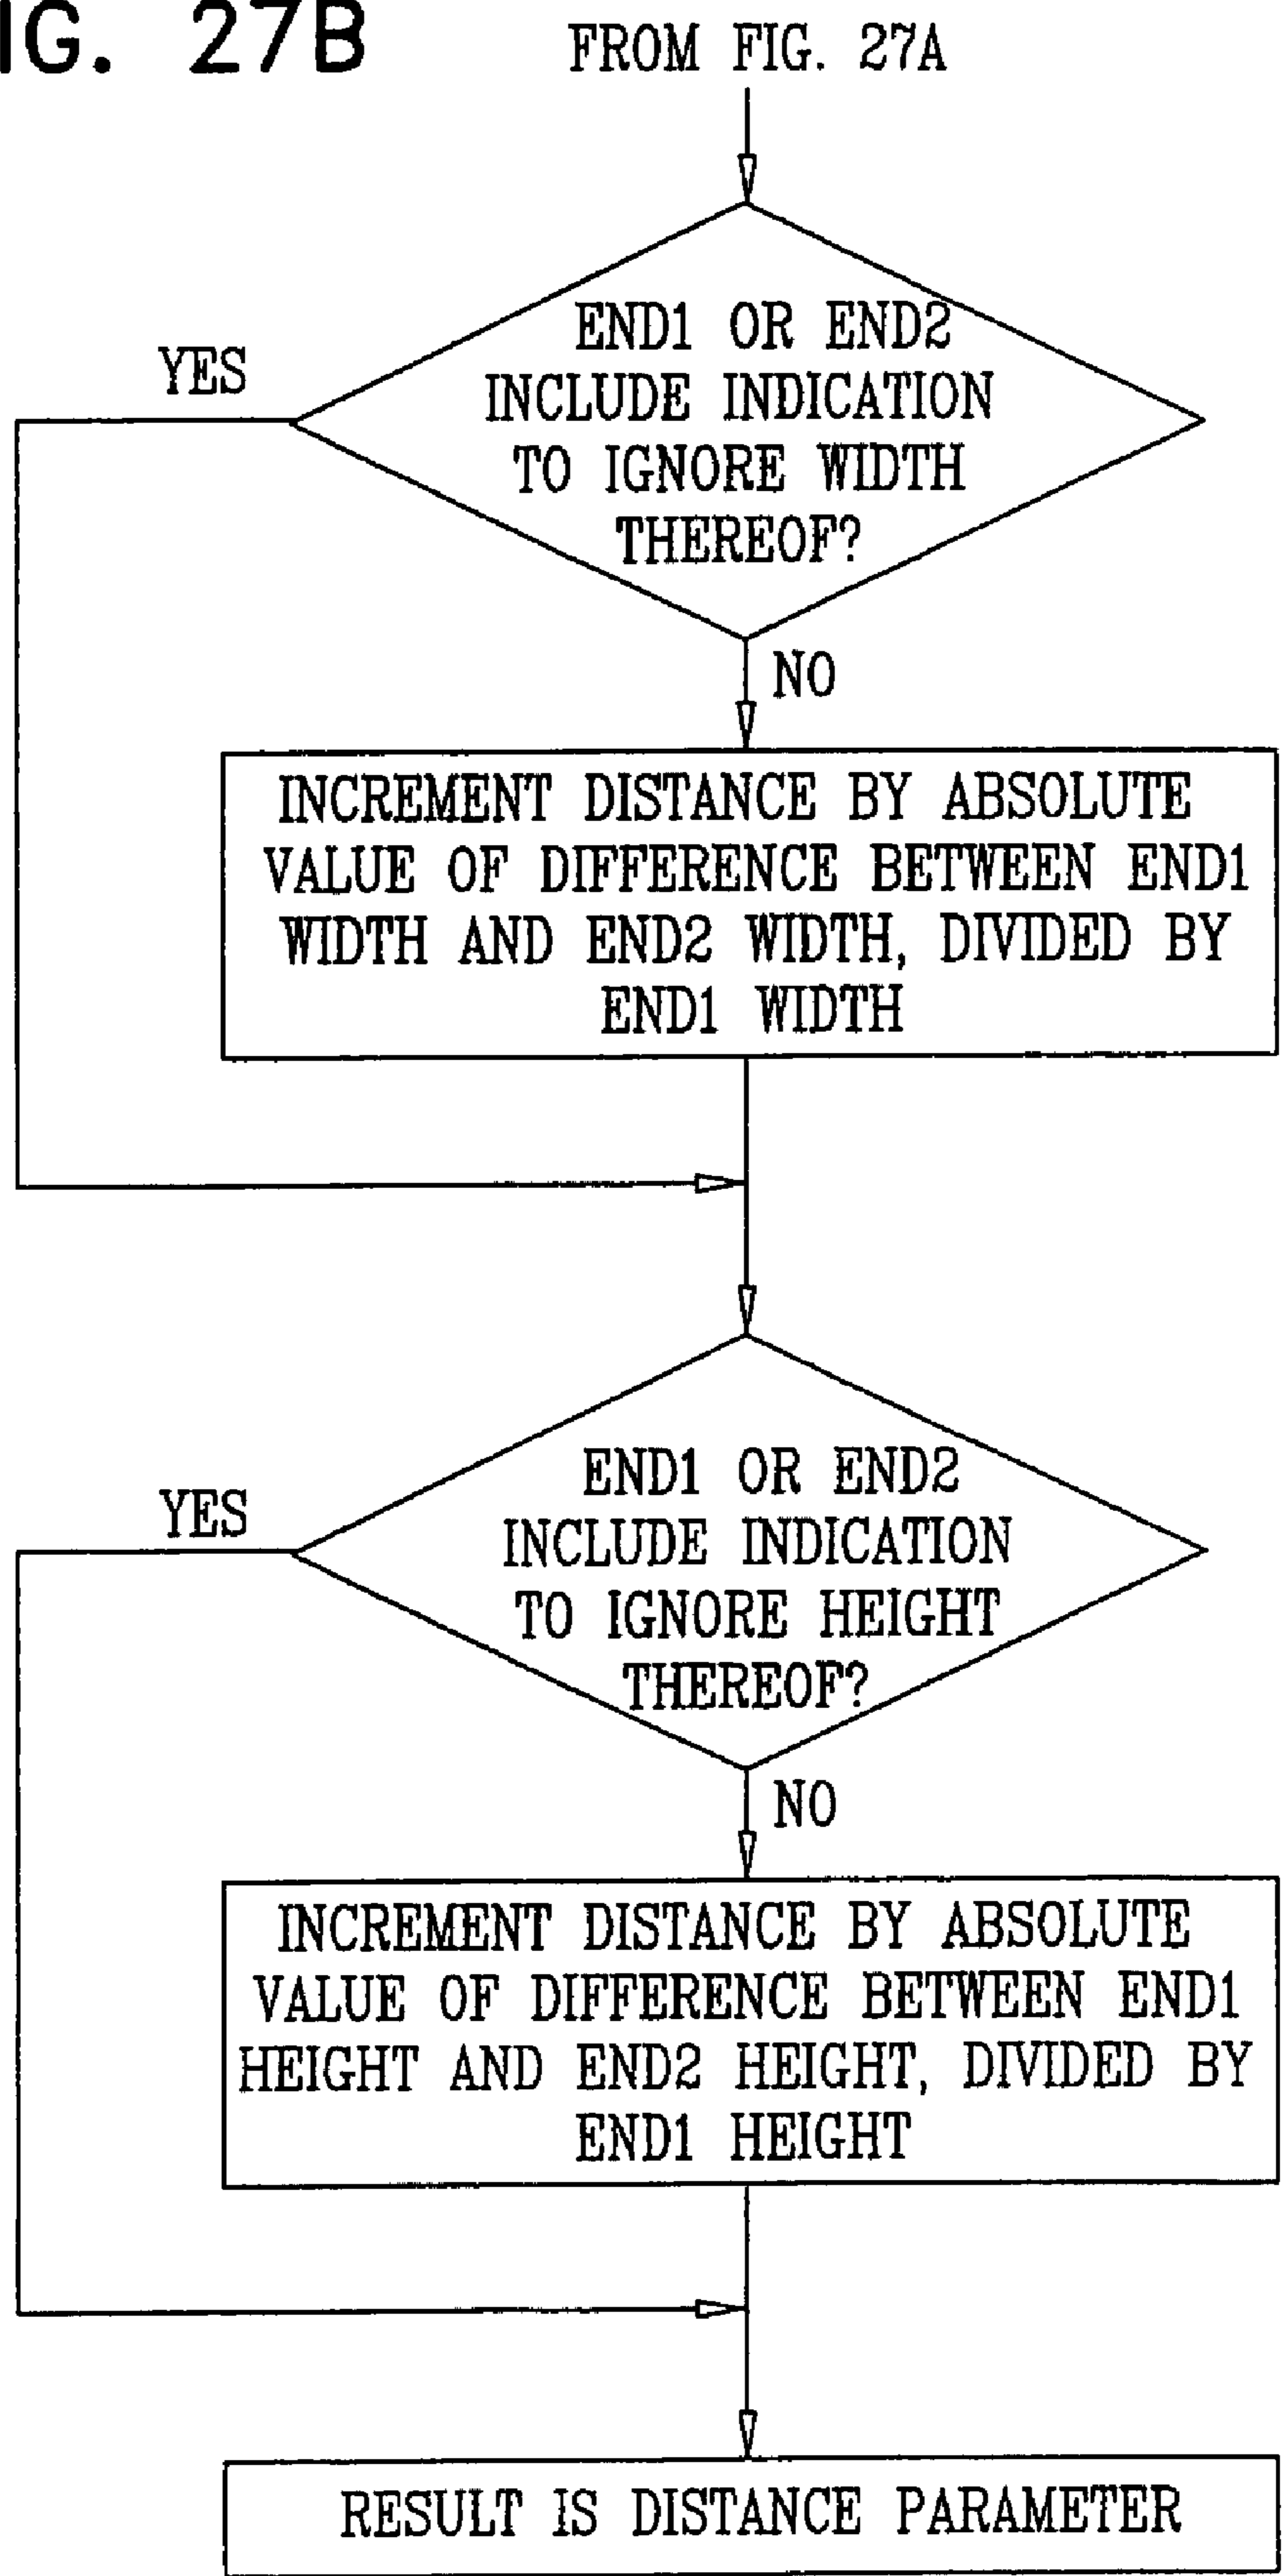 IG. 27B
FROM FIG. 27A
END1 OR END2
INCLUDE INDICATION
TO IGNORE WIDTH
THEREOF?
YES
NO
INCREMENT DISTANCE BY ABSOLUTE
VALUE OF DIFFERENCE BETWEEN END1
WIDTH AND END2 WIDTH, DIVIDED BY
END1 WIDTH
END1 OR END2
INCLUDE INDICATION
TO IGNORE HEIGHT
THEREOF?
YES
NO
INCREMENT DISTANCE BY ABSOLUTE
VALUE OF DIFFERENCE BETWEEN END1
HEIGHT AND END2 HEIGHT, DIVIDED BY
END1 HEIGHT
RESULT IS DISTANCE PARAMETER